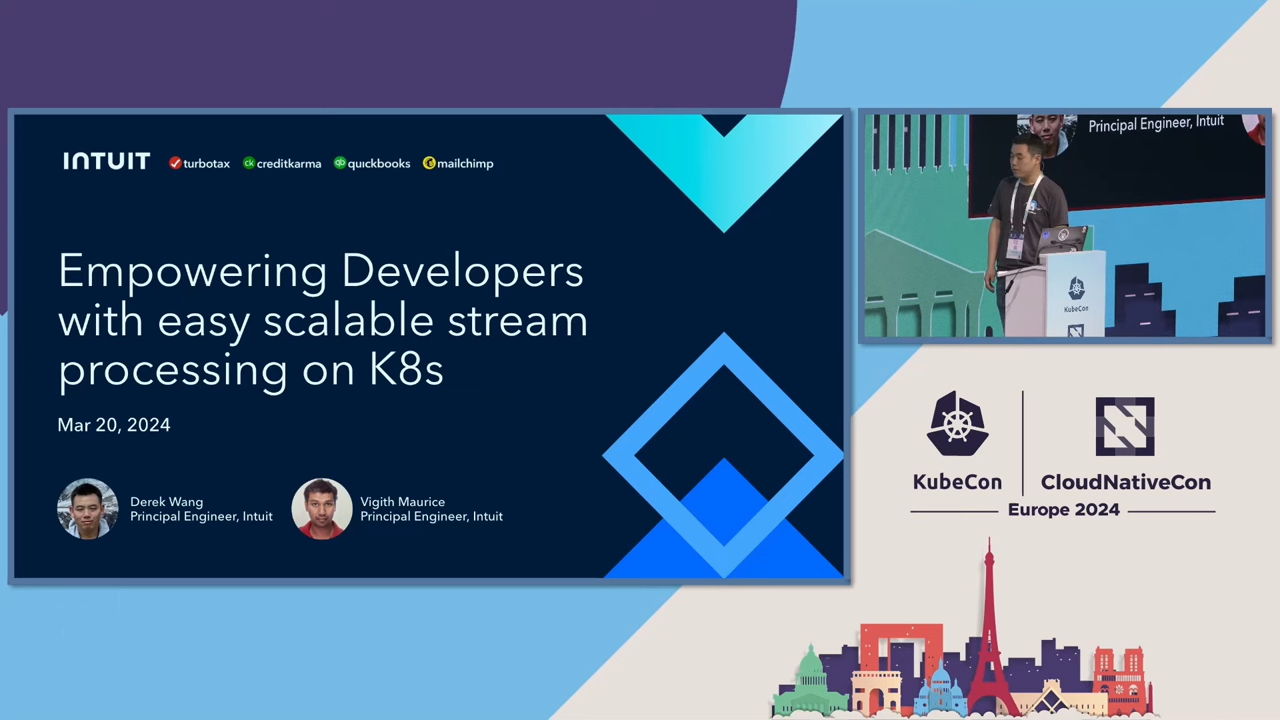 INTUIT turbotax creditkarma quickbooks mailchimp
Empowering Developers
with easy scalable stream
processing on K8s
Mar 20, 2024
Derek Wang
Principal Engineer, Intuit
Vigith Maurice
Principal Engineer, Intuit
Principal Engineer, Intuit
KubeCon
KubeCon
CloudNativeCon
Europe 2024